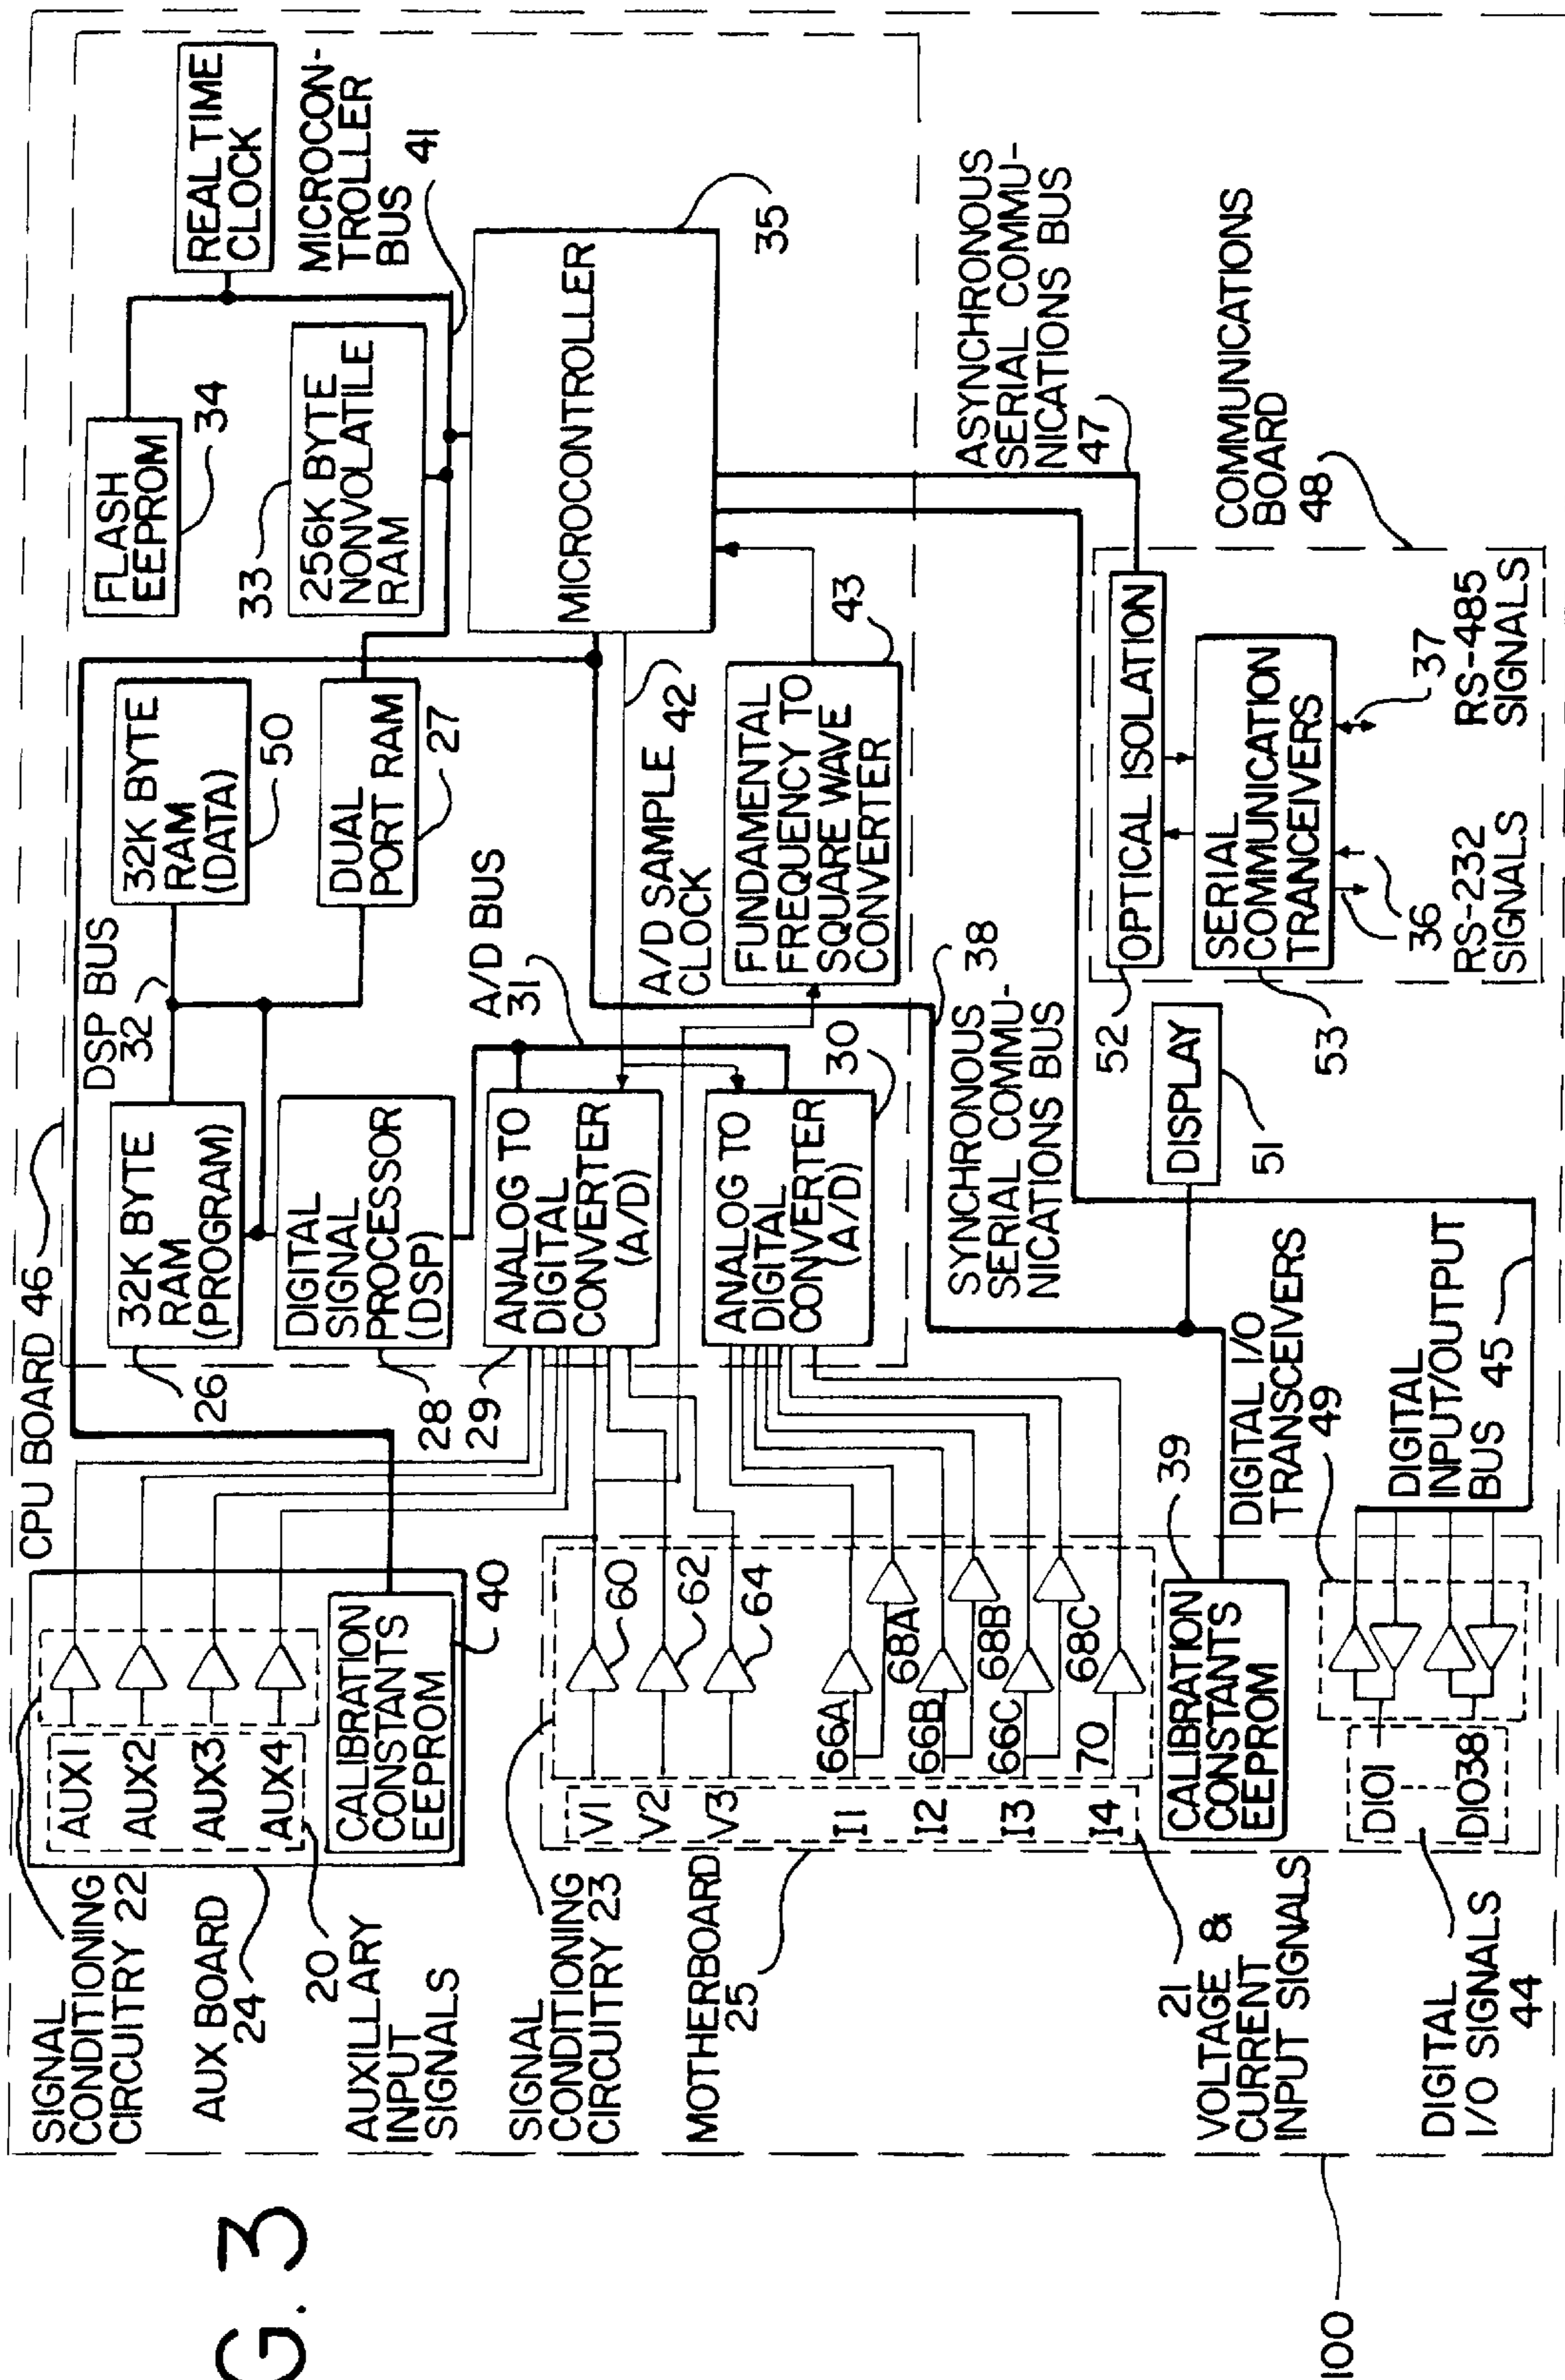 G. 3
100
SIGNAL
CONDITIONING
CIRCUITRY 22
AUX BOARD
24
20
AUXILLARY
INPUT
SIGNALS
SIGNAL
CONDITIONING
CIRCUITRY 23
MOTHERBOARD
25
21
VOLTAGE &
CURRENT
INPUT SIGNALS
DIGITAL
I/O SIGNALS
44
AUX1
AUX2
AUX3
AUX4
CALIBRATION
CONSTANTS
EEPROM
40
V1
V2
V3
I1
I2
I3
I4
60
62
64
66A
68A
66B
68B
66C
68C
70
CALIBRATION
CONSTANTS
EEPROM
39
DIO1
DIO38
DIGITAL I/O
TRANSCEIVERS
49
DIGITAL
INPUT/OUTPUT
BUS 45
CPU BOARD 46
26
32K BYTE
RAM
(PROGRAM)
28
DIGITAL
SIGNAL
PROCESSOR
(DSP)
29
ANALOG TO
DIGITAL
CONVERTER
(A/D)
ANALOG TO
DIGITAL
CONVERTER
(A/D)
30
DSP BUS
32
A/D BUS
31
SYNCHRONOUS
SERIAL COMMU-
NICATIONS BUS
38
DISPLAY
51
32K BYTE
RAM
(DATA)
50
DUAL
PORT RAM
27
A/D SAMPLE
CLOCK
42
FUNDAMENTAL
FREQUENCY TO
SQUARE WAVE
CONVERTER
43
FLASH
EEPROM
34
33
256K BYTE
NONVOLATILE
RAM
REALTIME
CLOCK
MICROCON-
TROLLER
BUS
41
MICROCONTROLLER
35
ASYNCHRONOUS
SERIAL COMMU-
NICATIONS BUS
47
COMMUNICATIONS
BOARD
48
52
OPTICAL ISOLATION
53
SERIAL
COMMUNICATION
TRANCEIVERS
36
RS-232
SIGNALS
37
RS-485
SIGNALS